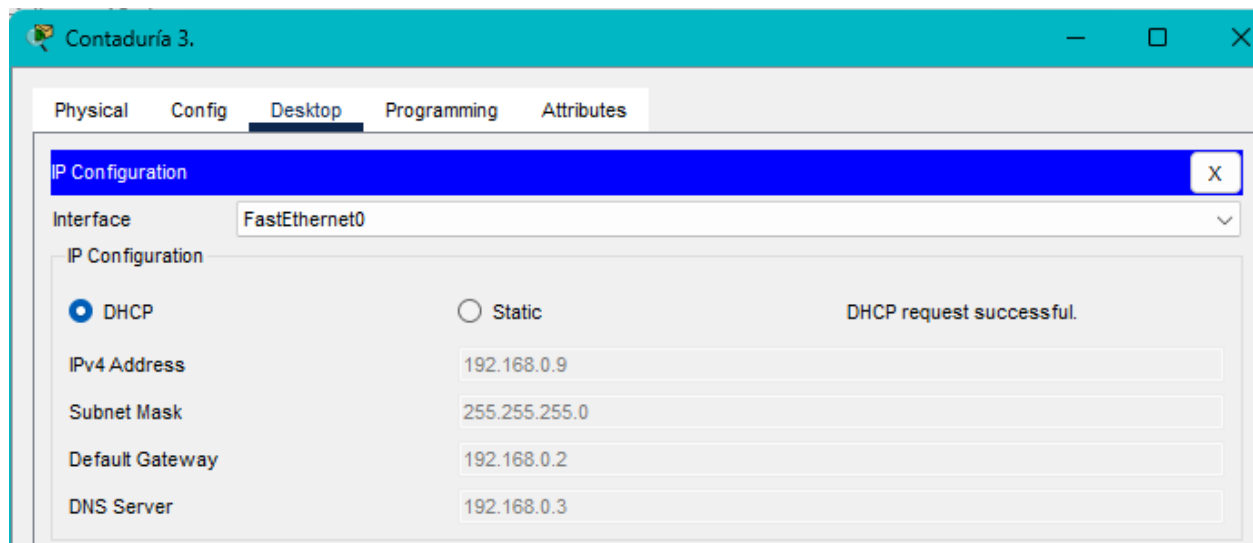 Contaduría 3.
Physical Config Desktop Programming Attributes
IP Configuration X
Interface FastEthernet0
IP Configuration
DHCP Static DHCP request successful.
IPv4 Address 192.168.0.9
Subnet Mask 255.255.255.0
Default Gateway 192.168.0.2
DNS Server 192.168.0.3